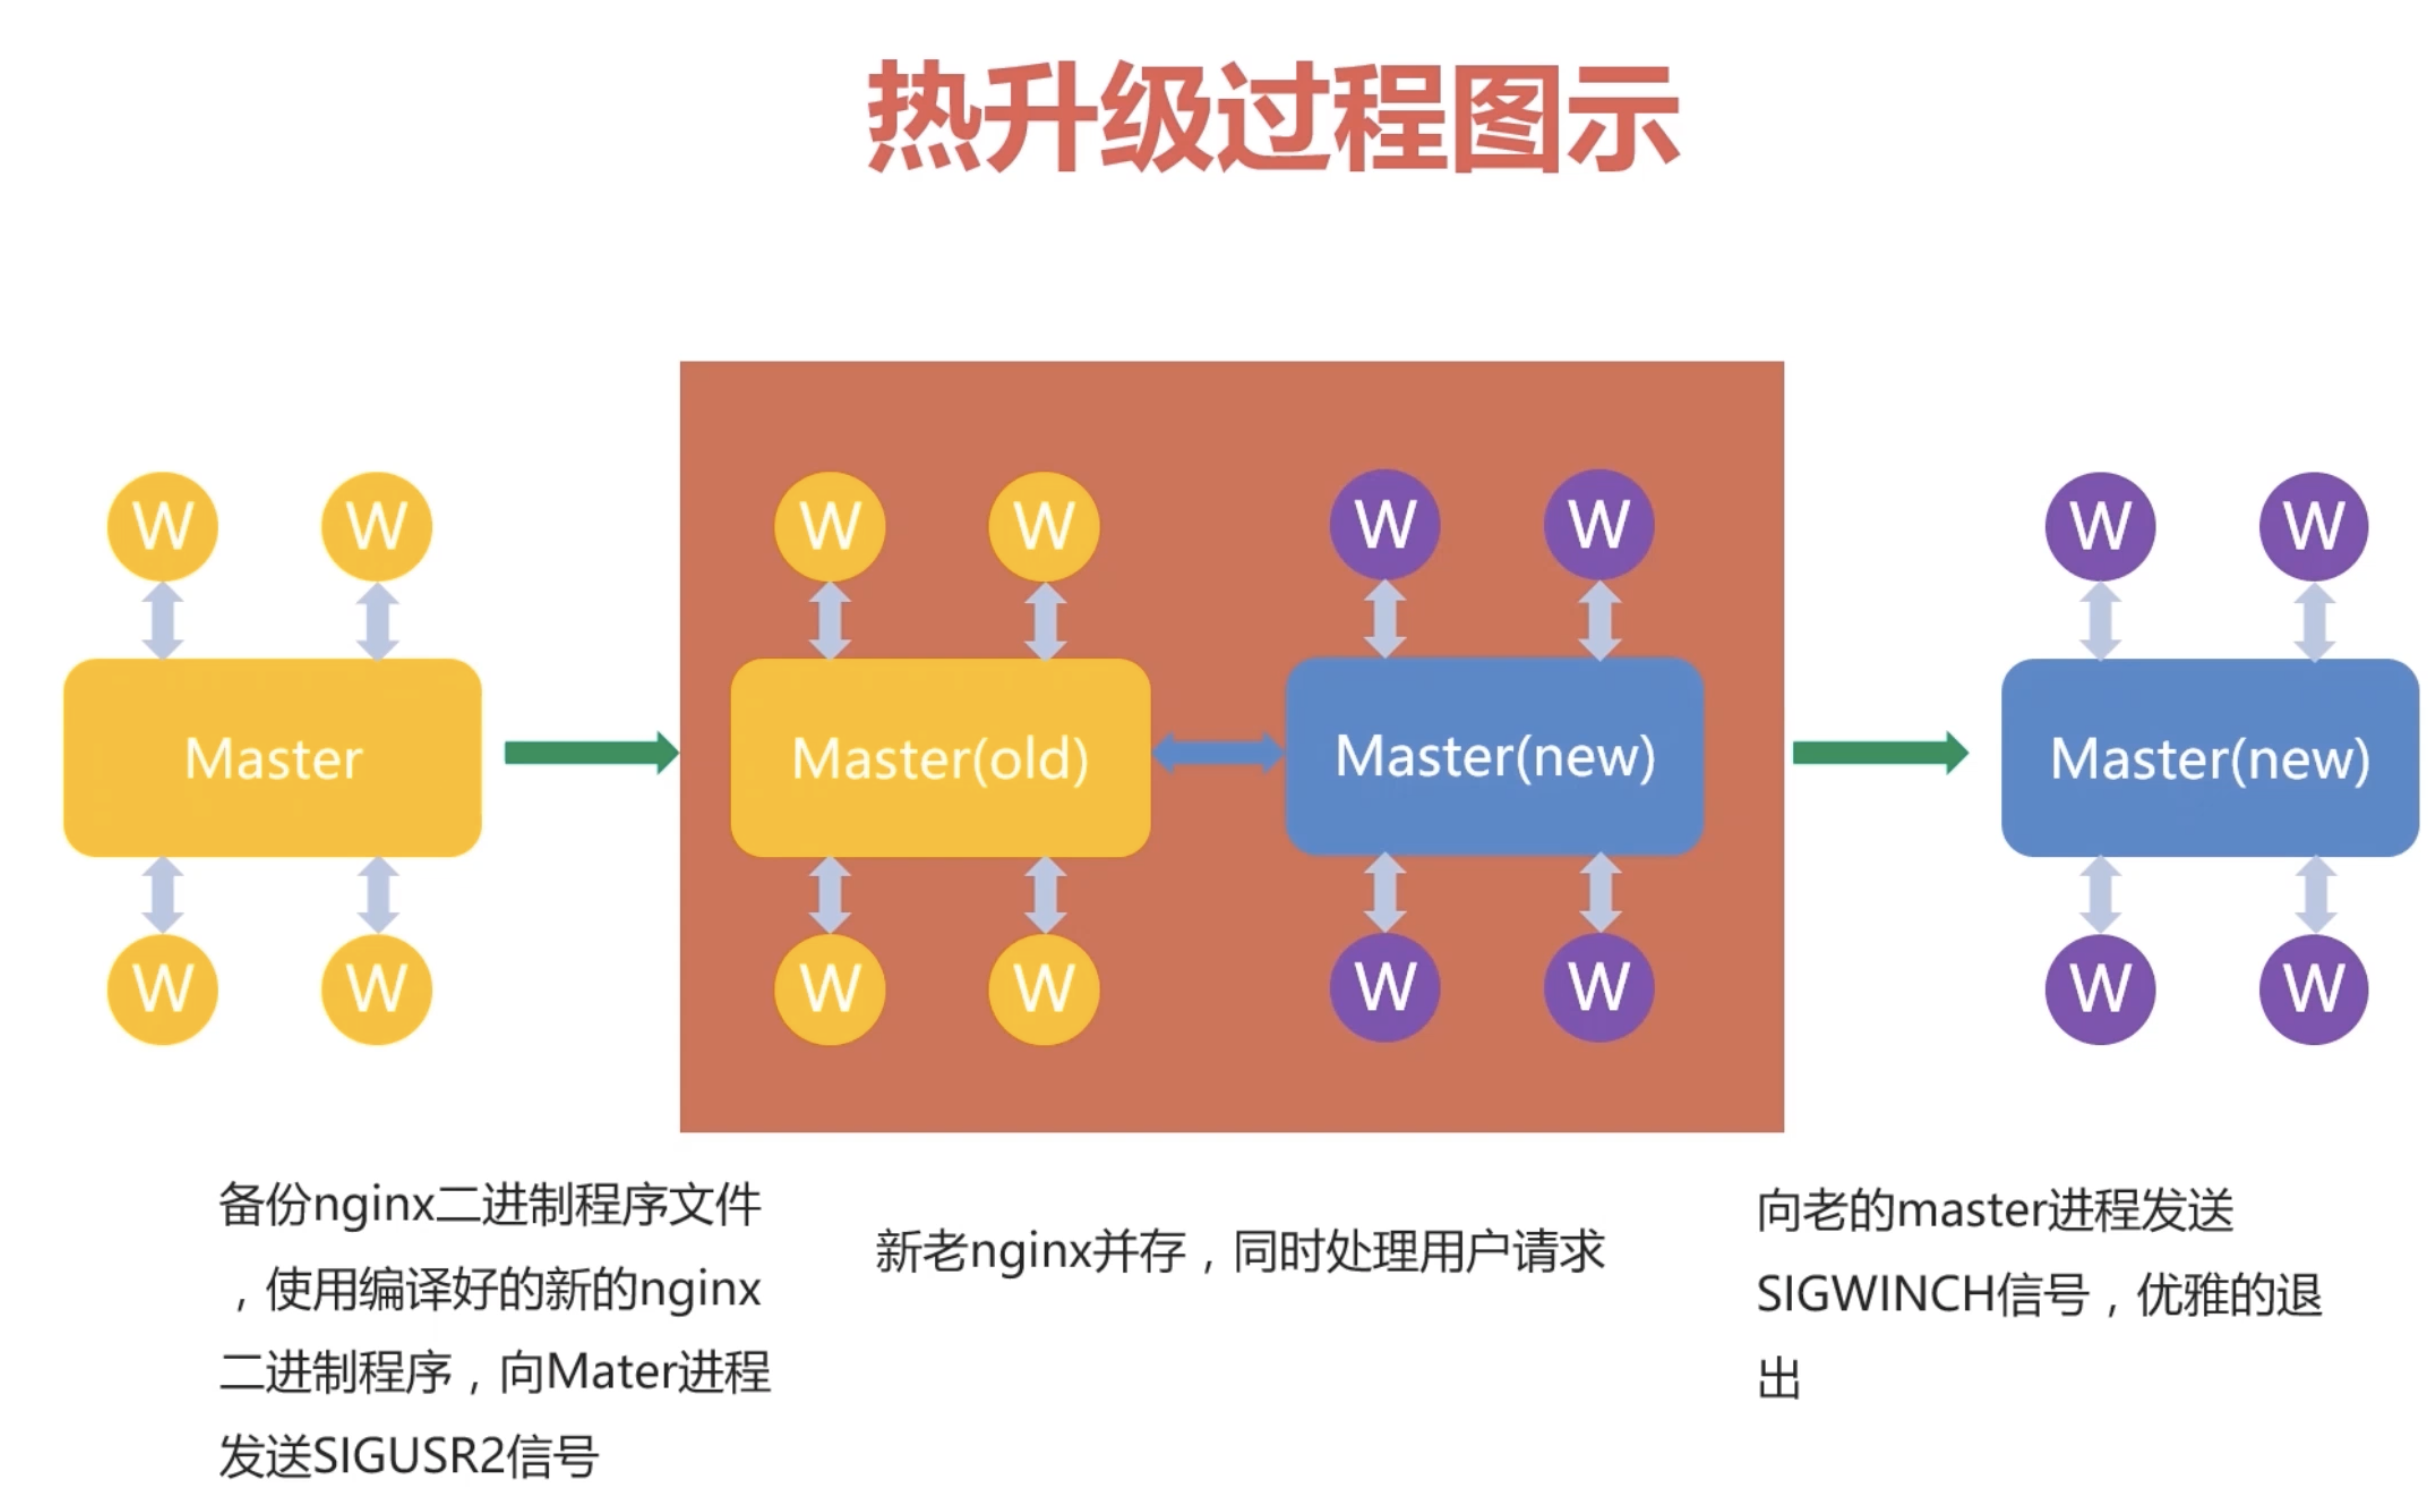 热升级过程图示
W
W
W
W
W
W
W
W
Master
Master(old)
Master(new)
Master(new)
W
W
W
W
W
W
W
W
备份nginx二进制程序文件
，使用编译好的新的nginx
二进制程序，向Mater进程
发送SIGUSR2信号
新老nginx并存，同时处理用户请求
向老的master进程发送
SIGWINCH信号，优雅的退
出